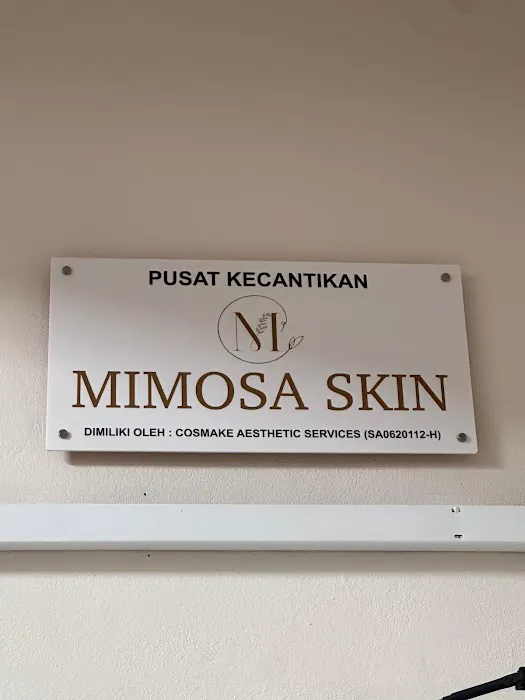 PUSAT KECANTIKAN
M
MIMOSA SKIN
DIMILIKI OLEH : COSMAKE AESTHETIC SERVICES (SA0620112-H)